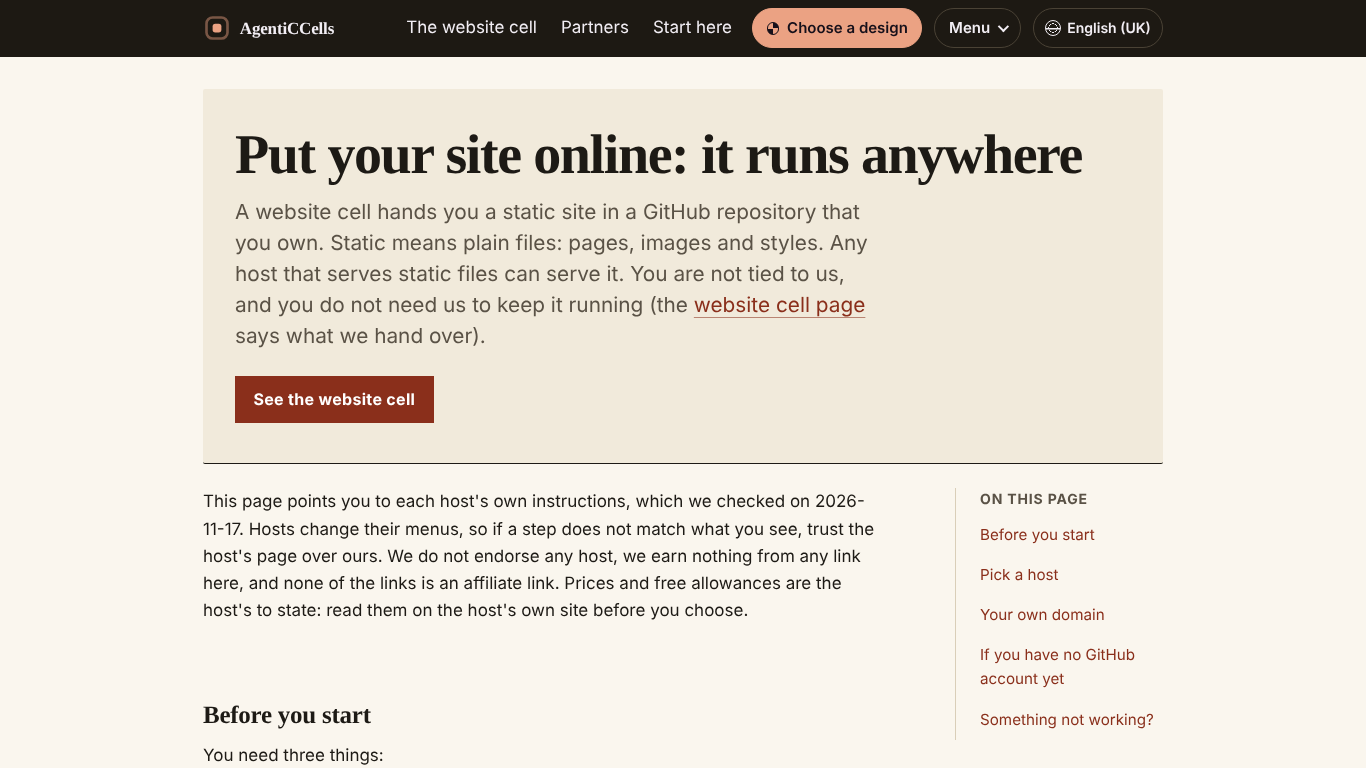 AgentiCCells
The website cell
Partners
Start here
Choose a design
Menu
English (UK)
Put your site online: it runs anywhere
A website cell hands you a static site in a GitHub repository that
you own. Static means plain files: pages, images and styles. Any
host that serves static files can serve it. You are not tied to us,
and you do not need us to keep it running (the website cell page
says what we hand over).
See the website cell
This page points you to each host's own instructions, which we checked on 2026-
11-17. Hosts change their menus, so if a step does not match what you see, trust the
host's page over ours. We do not endorse any host, we earn nothing from any link
here, and none of the links is an affiliate link. Prices and free allowances are the
host's to state: read them on the host's own site before you choose.
Before you start
You need three things:
ON THIS PAGE
Before you start
Pick a host
Your own domain
If you have no GitHub
account yet
Something not working?